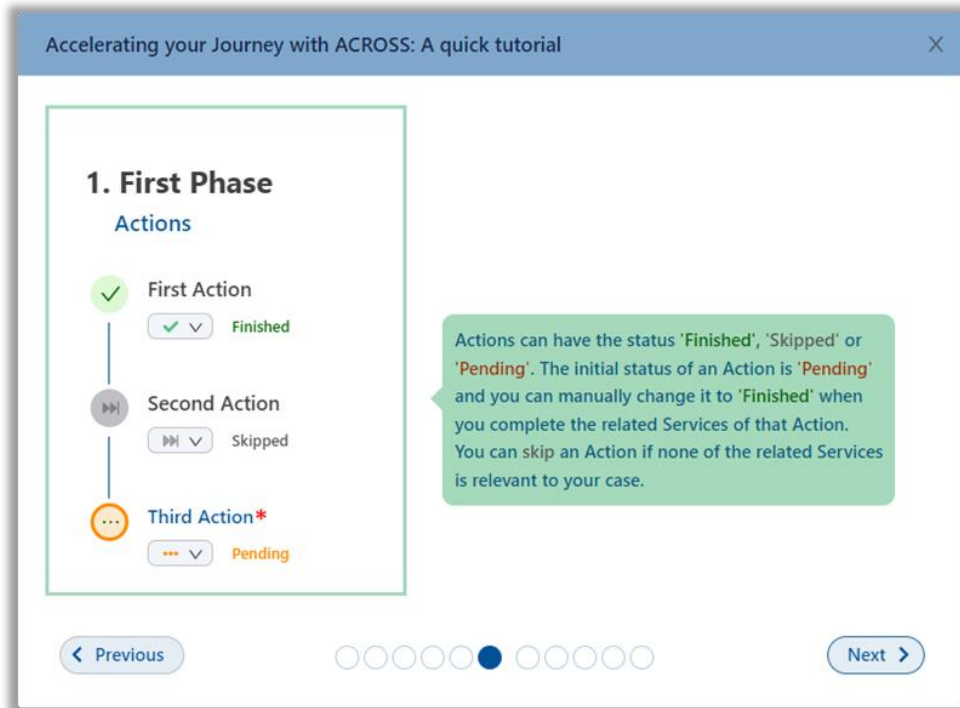 Accelerating your Journey with ACROSS: A quick tutorial
1. First Phase
Actions
First Action
Finished
Second Action
Skipped
Third Action*
Pending
Actions can have the status 'Finished', 'Skipped' or
'Pending'. The initial status of an Action is 'Pending'
and you can manually change it to 'Finished' when
you complete the related Services of that Action.
You can skip an Action if none of the related Services
is relevant to your case.
Previous
Next